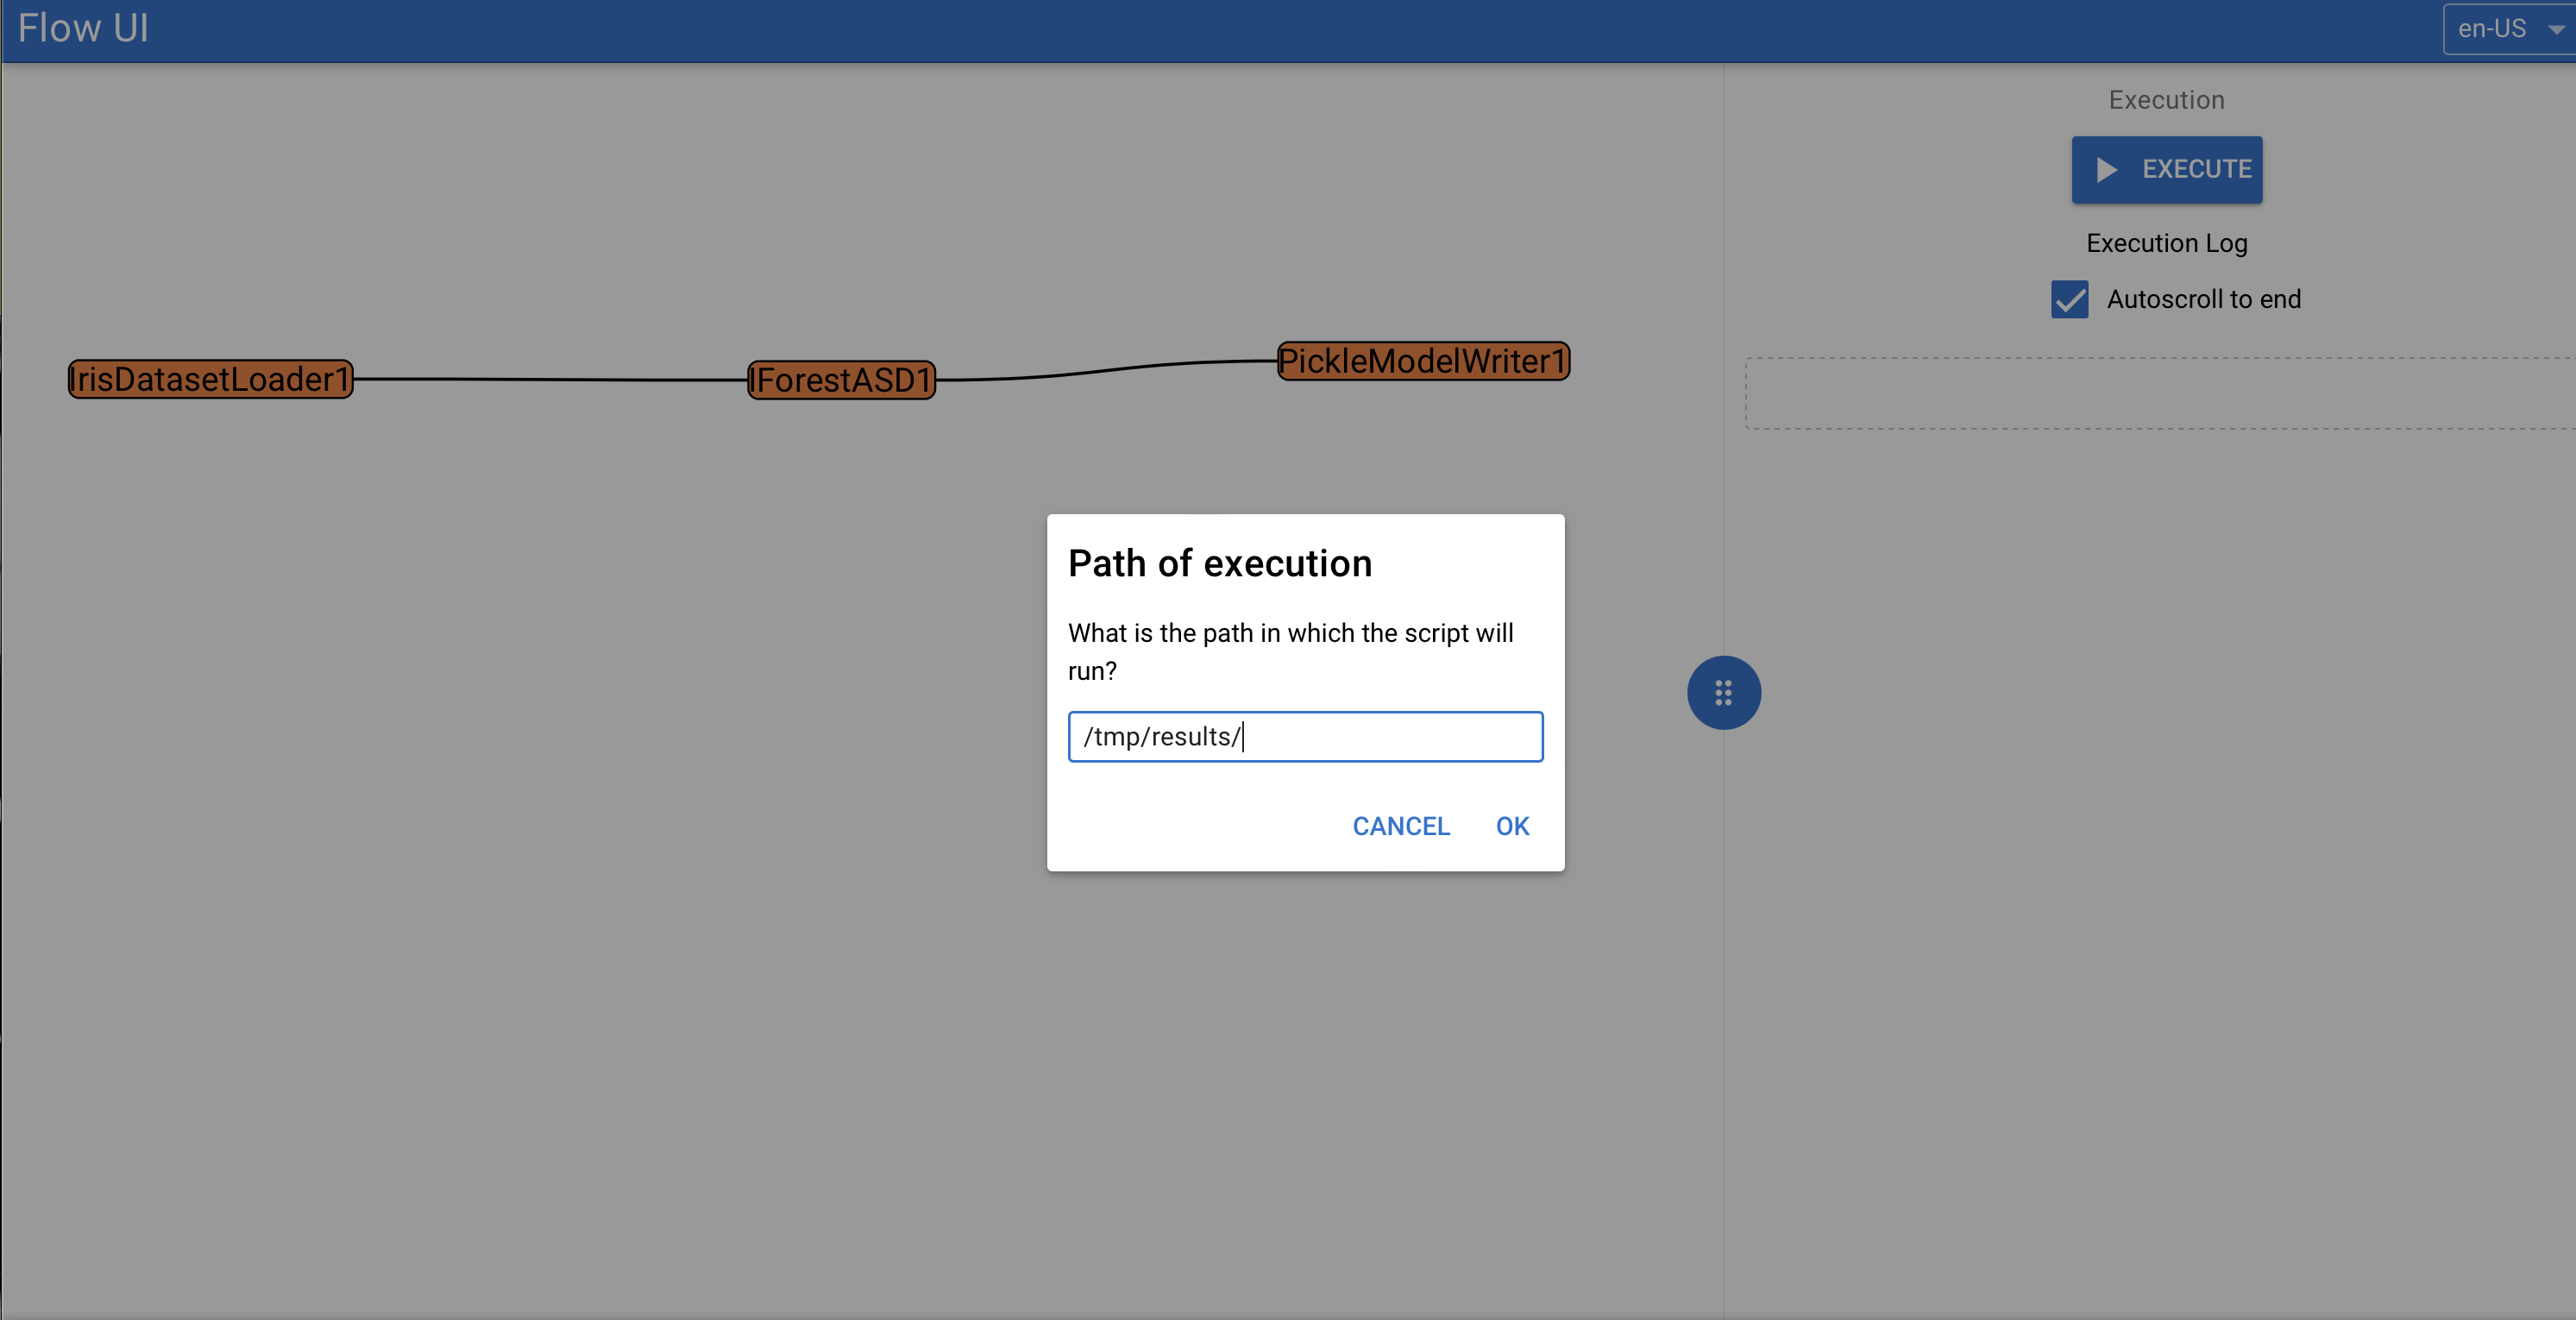 Flow UI
en-US
Execution
EXECUTE
Execution Log
Autoscroll to end
IrisDatasetLoader1
IForestASD1
PickleModelWriter1
Path of execution
What is the path in which the script will
run?
/tmp/results/
CANCEL
OK